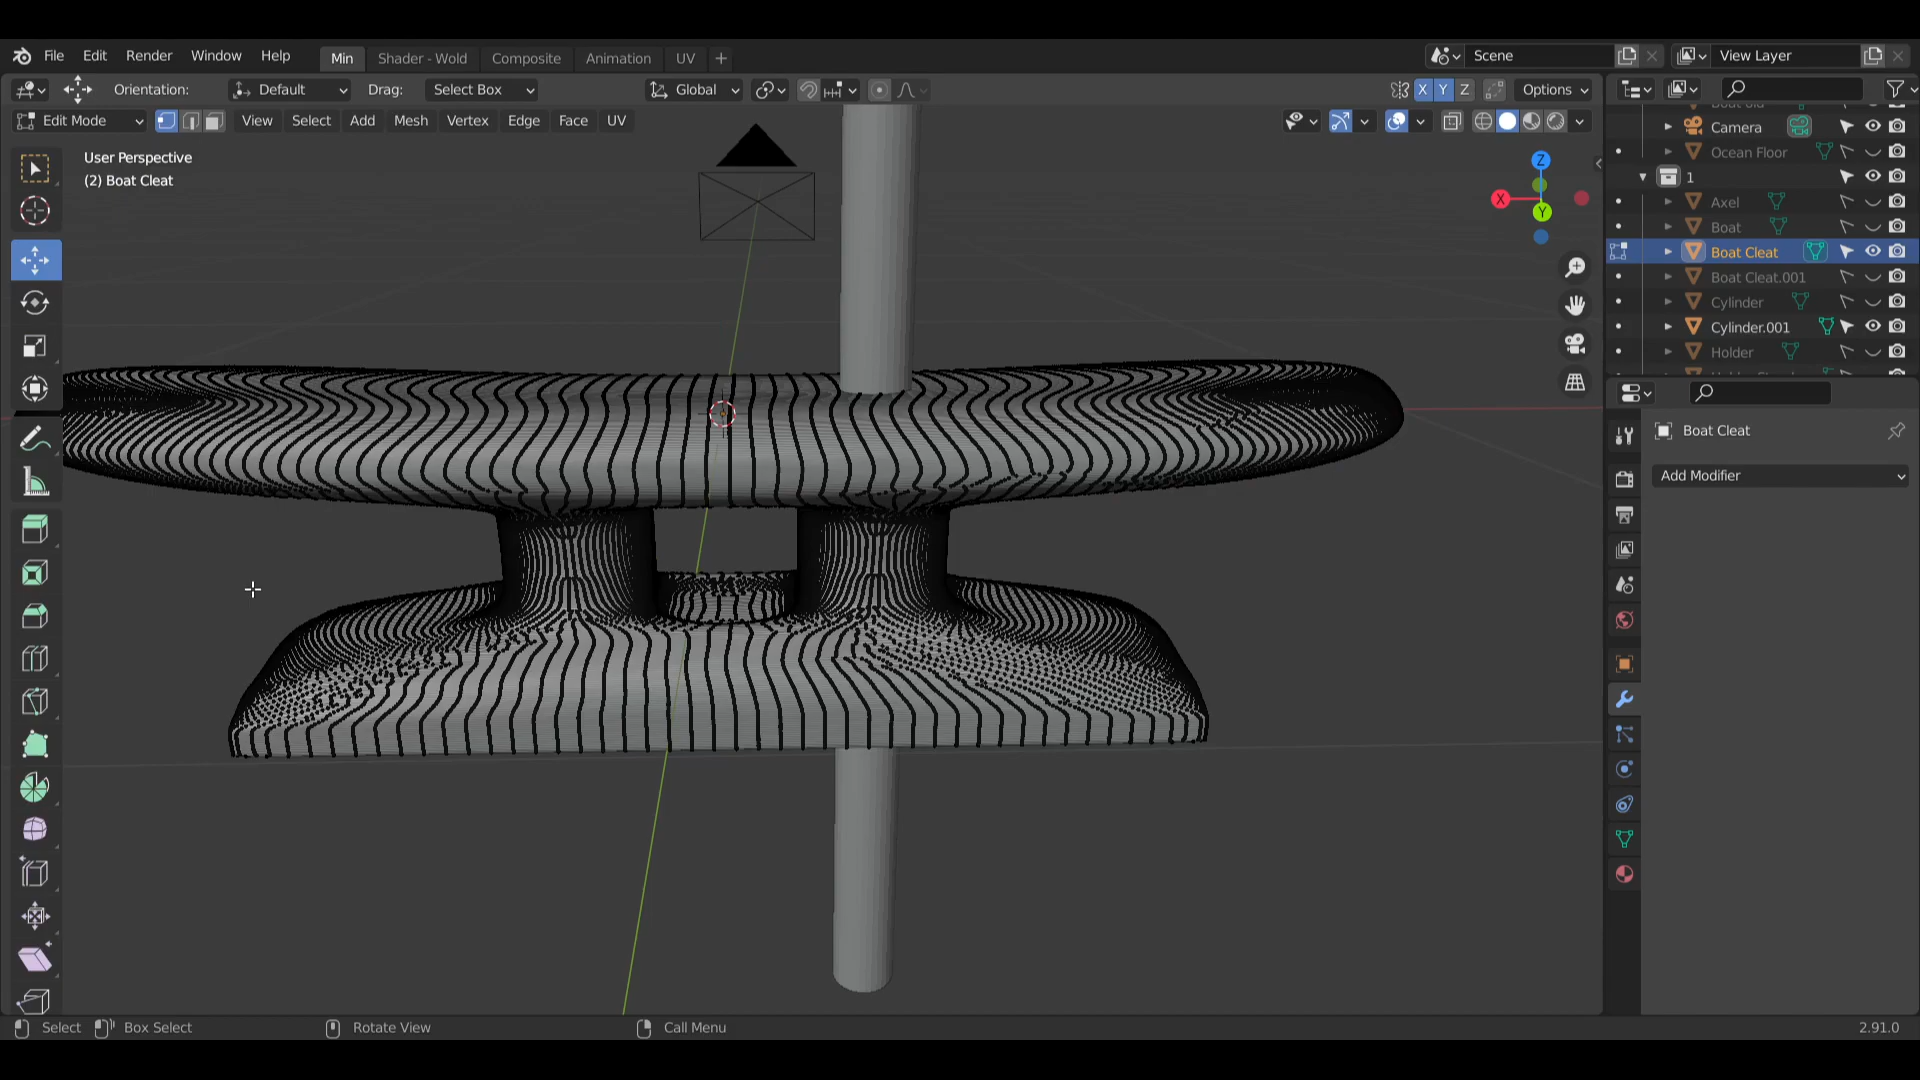 File Edit Render Window Help Min Shader - Wold Composite Animation UV + Scene View Layer
Orientation: Default Drag: Select Box Global X Y Z Options
Edit Mode View Select Add Mesh Vertex Edge Face UV
User Perspective
(2) Boat Cleat
Z
X
Y
Camera
Ocean Floor
1
Axel
Boat
Boat Cleat
Boat Cleat.001
Cylinder
Cylinder.001
Holder
Boat Cleat
Add Modifier
Select Box Select Rotate View Call Menu 2.91.0